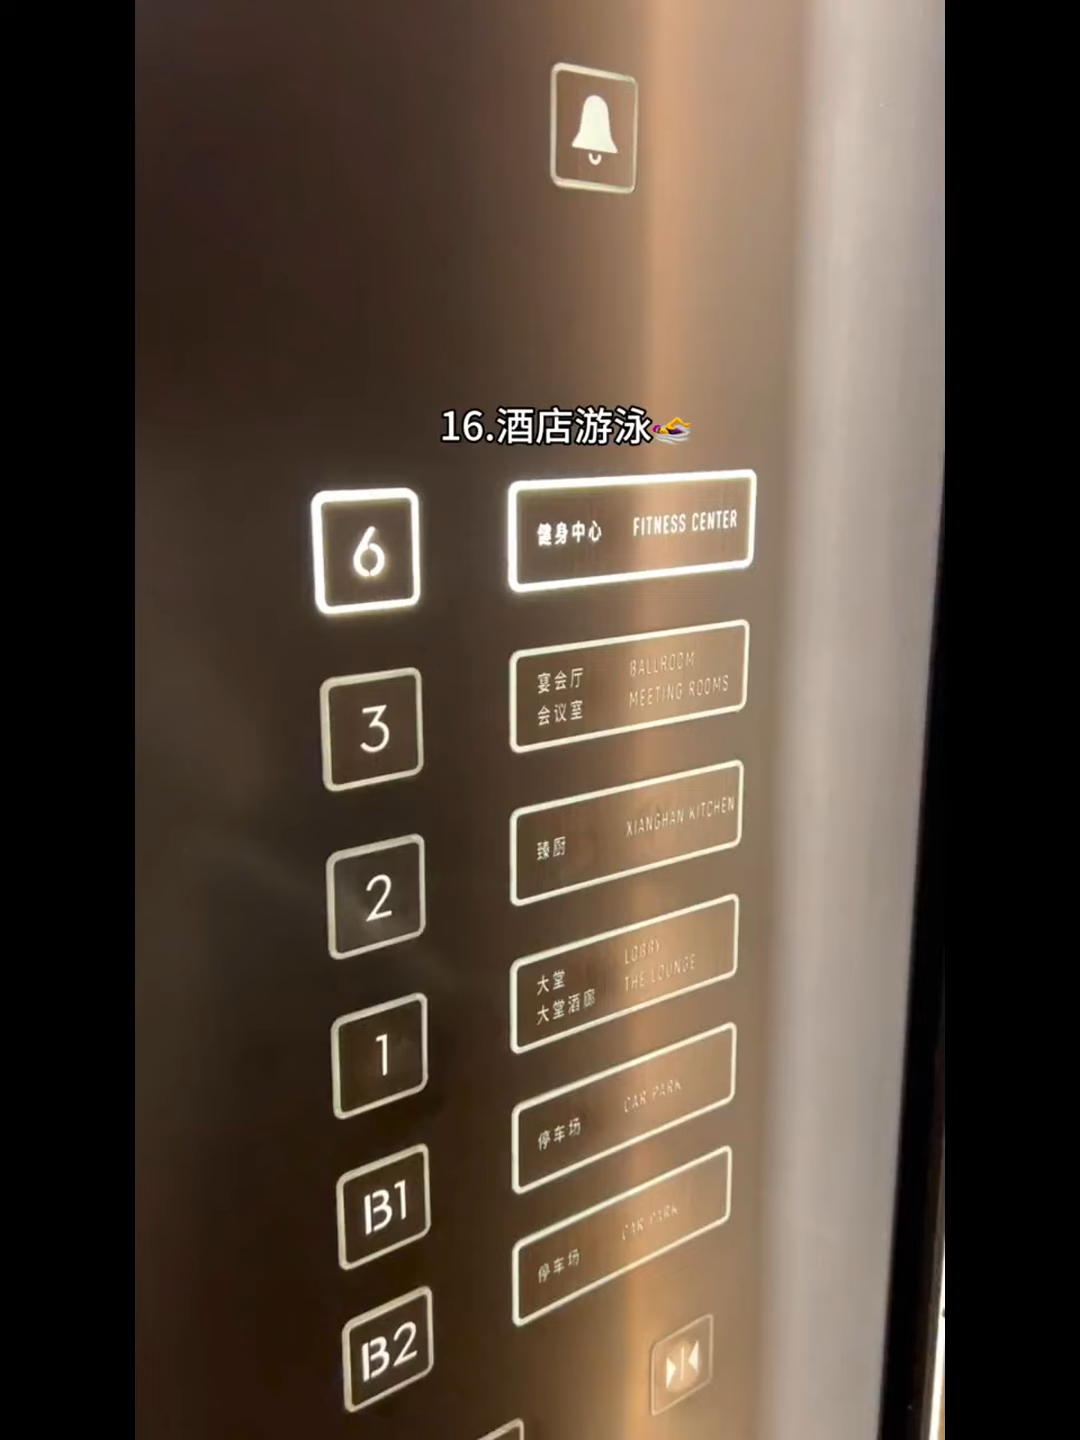 16.酒店游泳🏊
6 健身中心 FITNESS CENTER
3 宴会厅 BALLROOM
会议室 MEETING ROOMS
2 臻厨 XIANGHAN KITCHEN
1 大堂 LOBBY
大堂酒廊 THE LOUNGE
B1 停车场 CAR PARK
B2 停车场 CAR PARK